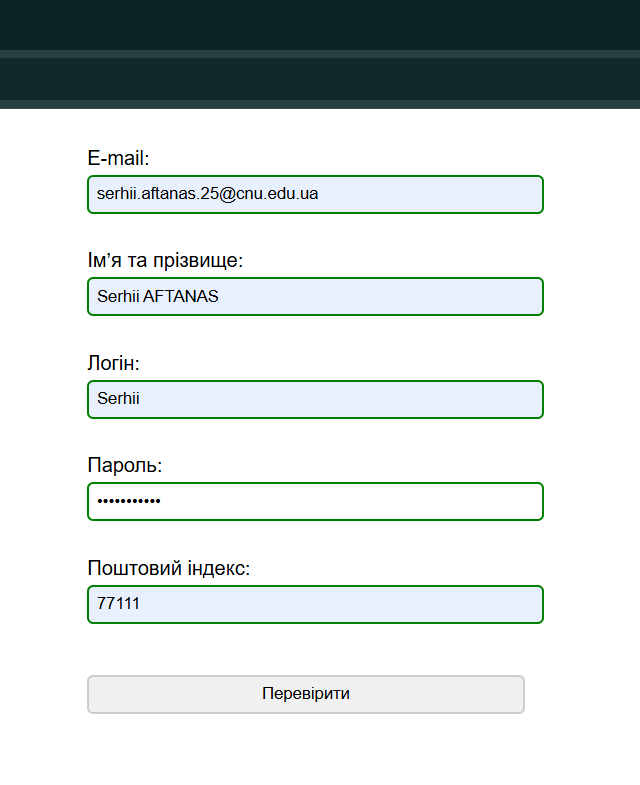 E-mail:
serhii.aftanas.25@cnu.edu.ua
Ім’я та прізвище:
Serhii AFTANAS
Логін:
Serhii
Пароль:
•••••••••••
Поштовий індекс:
77111
Перевірити